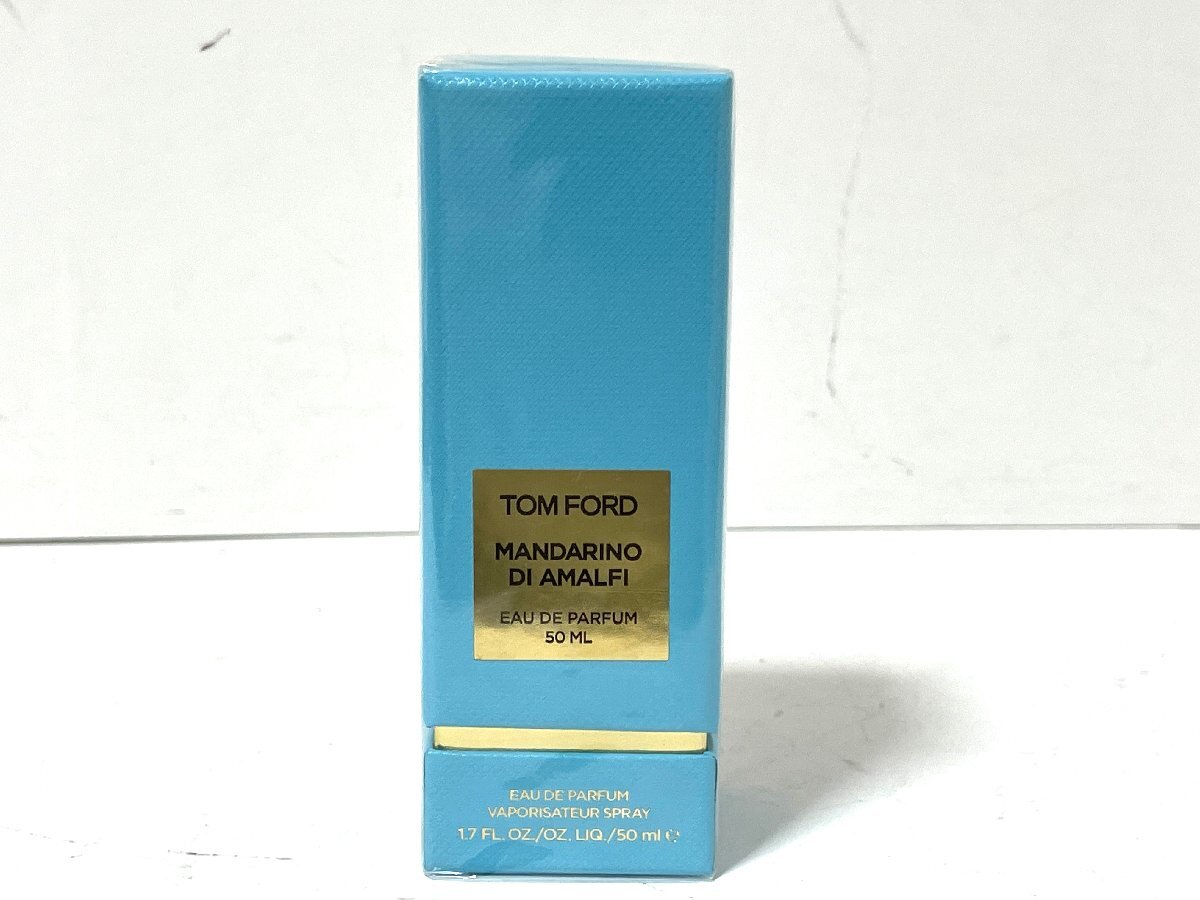 TOM FORD
MANDARINO
DI AMALFI
EAU DE PARFUM
50 ML
EAU DE PARFUM
VAPORISATEUR SPRAY
1.7 FL. OZ./OZ. LIQ./50 ml ℮